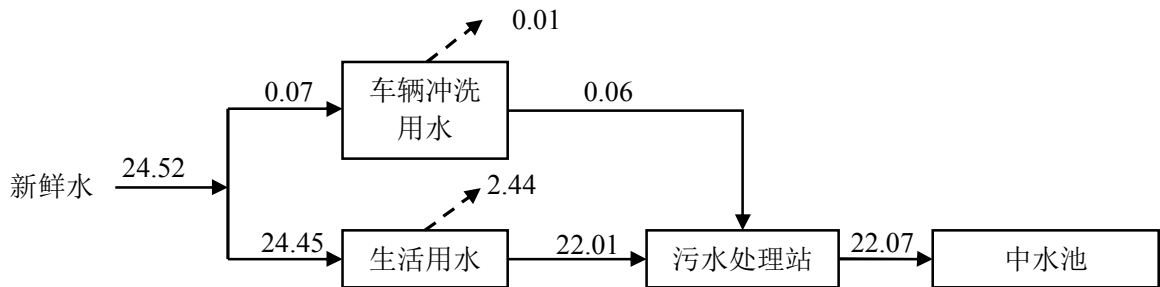 0.01
0.07
车辆冲洗
用水
0.06
新鲜水
24.52
2.44
24.45
生活用水
22.01
污水处理站
22.07
中水池